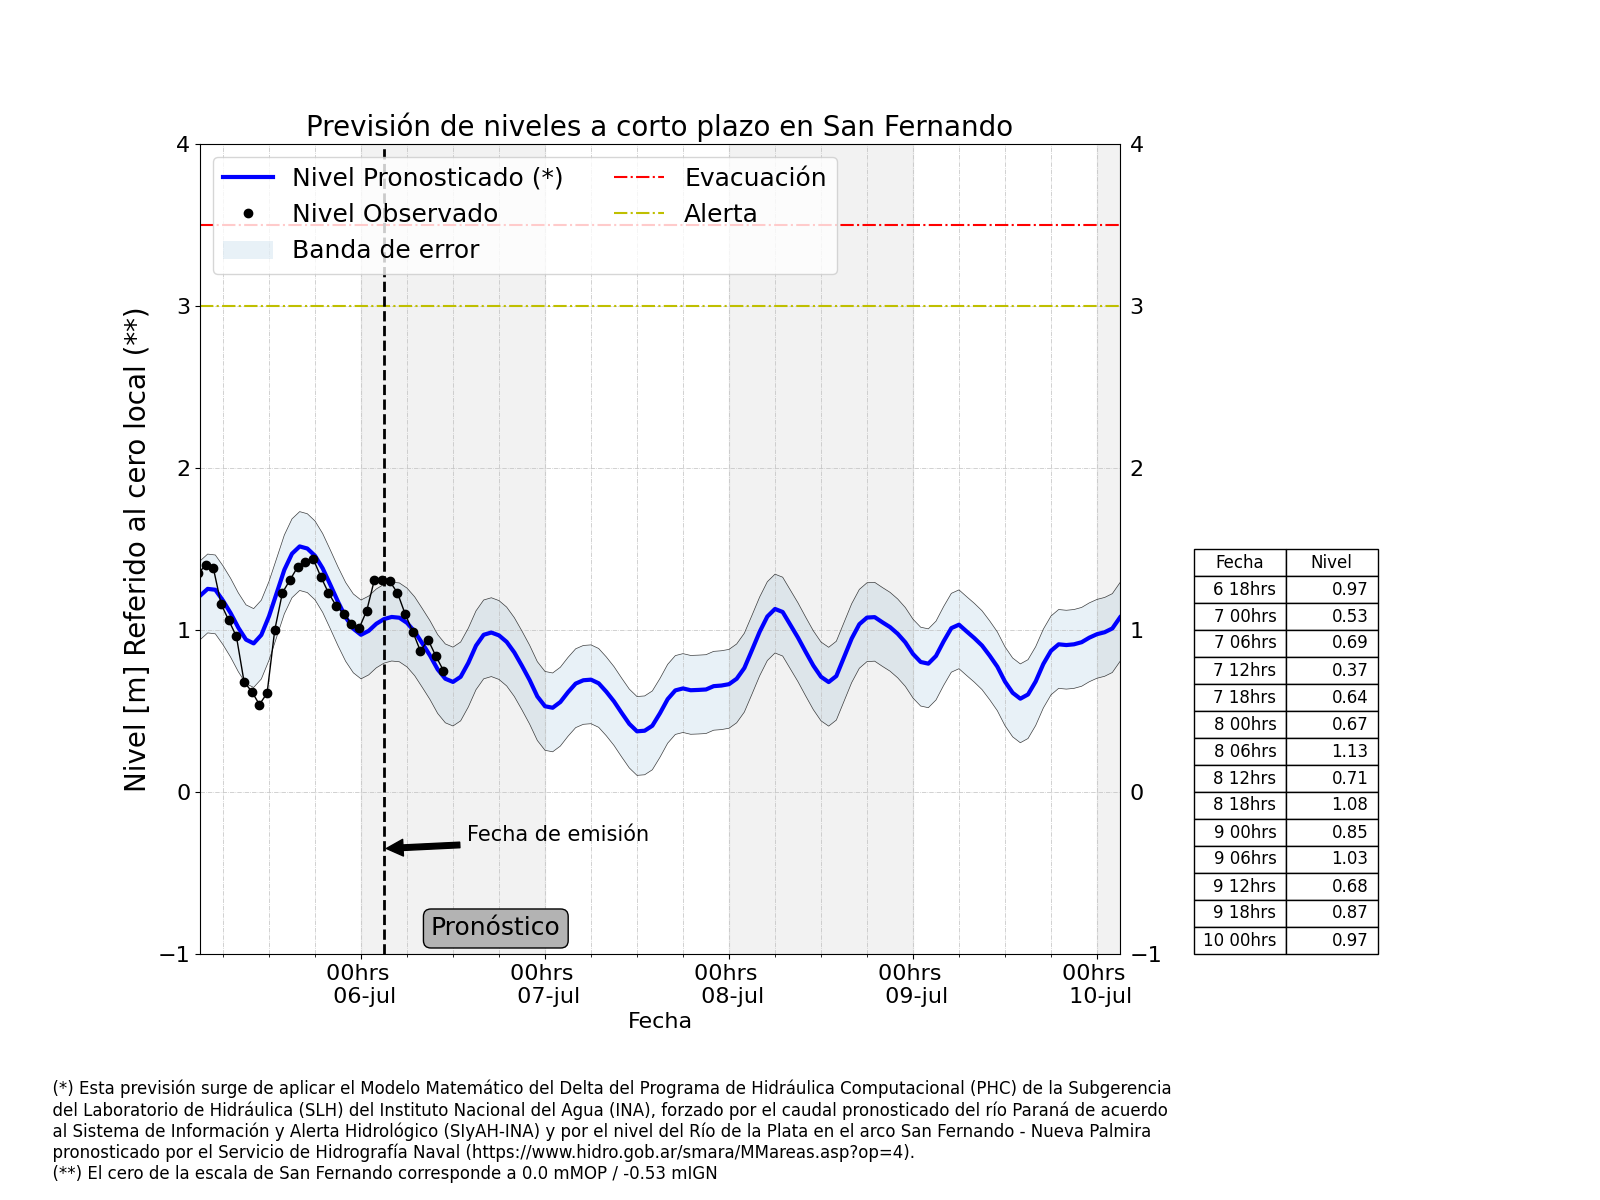 Previsión de niveles a corto plazo en San Fernando
4
3
2
1
0
−1
4
3
2
1
0
−1
Nivel [m] Referido al cero local (**)
Nivel Pronosticado (*)
Nivel Observado
Banda de error
Evacuación
Alerta
Fecha de emisión
Pronóstico
00hrs
06-jul
00hrs
07-jul
00hrs
08-jul
00hrs
09-jul
00hrs
10-jul
Fecha
Fecha Nivel
6 18hrs 0.97
7 00hrs 0.53
7 06hrs 0.69
7 12hrs 0.37
7 18hrs 0.64
8 00hrs 0.67
8 06hrs 1.13
8 12hrs 0.71
8 18hrs 1.08
9 00hrs 0.85
9 06hrs 1.03
9 12hrs 0.68
9 18hrs 0.87
10 00hrs 0.97
(*) Esta previsión surge de aplicar el Modelo Matemático del Delta del Programa de Hidráulica Computacional (PHC) de la Subgerencia
del Laboratorio de Hidráulica (SLH) del Instituto Nacional del Agua (INA), forzado por el caudal pronosticado del río Paraná de acuerdo
al Sistema de Información y Alerta Hidrológico (SIyAH-INA) y por el nivel del Río de la Plata en el arco San Fernando - Nueva Palmira
pronosticado por el Servicio de Hidrografía Naval (https://www.hidro.gob.ar/smara/MMareas.asp?op=4).
(**) El cero de la escala de San Fernando corresponde a 0.0 mMOP / -0.53 mIGN